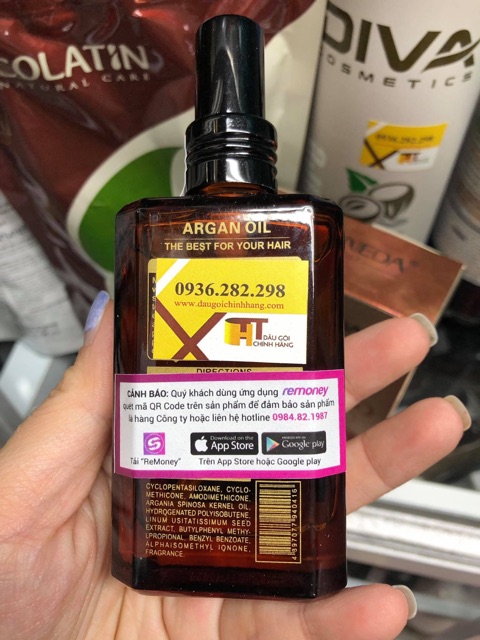 COLATIN
NATURAL CARE
DIVA
COSMETICS
0936.282.298
ARGAN OIL
THE BEST FOR YOUR HAIR
0936.282.298
www.daugoichinhhang.com
HT
DẦU GỘI
CHÍNH HÃNG
DIRECTIONS
CẢNH BÁO: Quý khách dùng ứng dụng remoney
quét mã QR Code trên sản phẩm để đảm bảo sản phẩm
là hàng Công ty hoặc liên hệ hotline 0984.82.1987
Download on the
App Store
Google play
Tải "ReMoney"
Trên App Store hoặc Google play
CYCLOPENTASILOXANE, CYCLO-
METHICONE, AMODIMETHICONE,
ARGANIA SPINOSA KERNEL OIL,
HYDROGENATED POLYISOBUTENE,
LINUM USITATISSIMUM SEED
EXTRACT, BUTYLPHENYL METHY-
LPROPIONAL, BENZYL BENZOATE,
ALPHAISOMETHYL IQNONE,
FRAGRANCE.